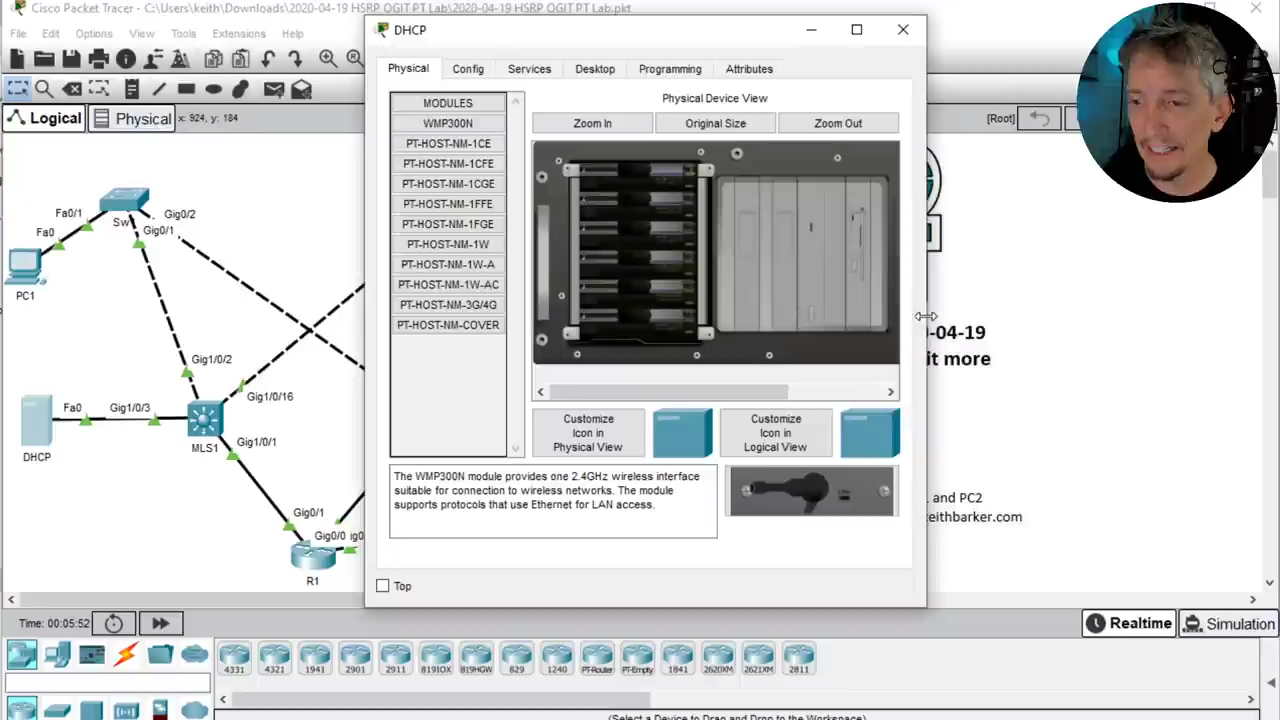 Cisco Packet Tracer - C:\Users\keith\Downloads\2020-04-19 HSRP OGIT PT Lab\2020-04-19 HSRP OGIT PT Lab.pkt
File Edit Options View Tools Extensions Help
Logical
Physical
x: 924, y: 184
[Root]
DHCP
Physical Config Services Desktop Programming Attributes
MODULES
WMP300N
PT-HOST-NM-1CE
PT-HOST-NM-1CFE
PT-HOST-NM-1CGE
PT-HOST-NM-1FFE
PT-HOST-NM-1FGE
PT-HOST-NM-1W
PT-HOST-NM-1W-A
PT-HOST-NM-1W-AC
PT-HOST-NM-3G/4G
PT-HOST-NM-COVER
Physical Device View
Zoom In Original Size Zoom Out
Customize
Icon in
Physical View
Customize
Icon in
Logical View
The WMP300N module provides one 2.4GHz wireless interface
suitable for connection to wireless networks. The module
supports protocols that use Ethernet for LAN access.
Top
Fa0/1
Fa0
Sw
Gig0/2
Gig0/1
PC1
Gig1/0/2
Gig1/0/16
Fa0
Gig1/0/3
DHCP
MLS1
Gig1/0/1
Gig0/1
Gig0/0
ig0
R1
-04-19
it more
and PC2
eithbarker.com
Time: 00:05:52
Realtime
Simulation
4331 4321 1941 2901 2911 819IOX 819HGW 829 1240 PT-Router PT-Empty 1841 2620XM 2621XM 2811
(Select a Device to Drag and Drop to the Workspace)